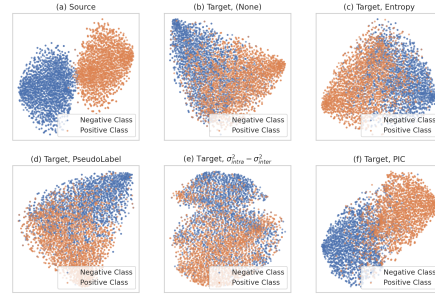 (a) Source
(b) Target, (None)
(c) Target, Entropy
Negative Class
Positive Class
Negative Class
Positive Class
Negative Class
Positive Class
(d) Target, PseudoLabel
(e) Target, σ²intra − σ²inter
(f) Target, PIC
Negative Class
Positive Class
Negative Class
Positive Class
Negative Class
Positive Class